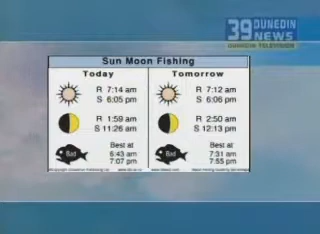 39 DUNEDIN NEWS
DUNEDIN TELEVISION
Sun Moon Fishing
Today Tomorrow
R 7:14 am R 7:12 am
S 6:05 pm S 6:06 pm
R 1:59 am R 2:50 am
S 11:26 am S 12:13 pm
Best at Best at
Bad 6:43 am Bad 7:31 am
7:07 pm 7:55 pm